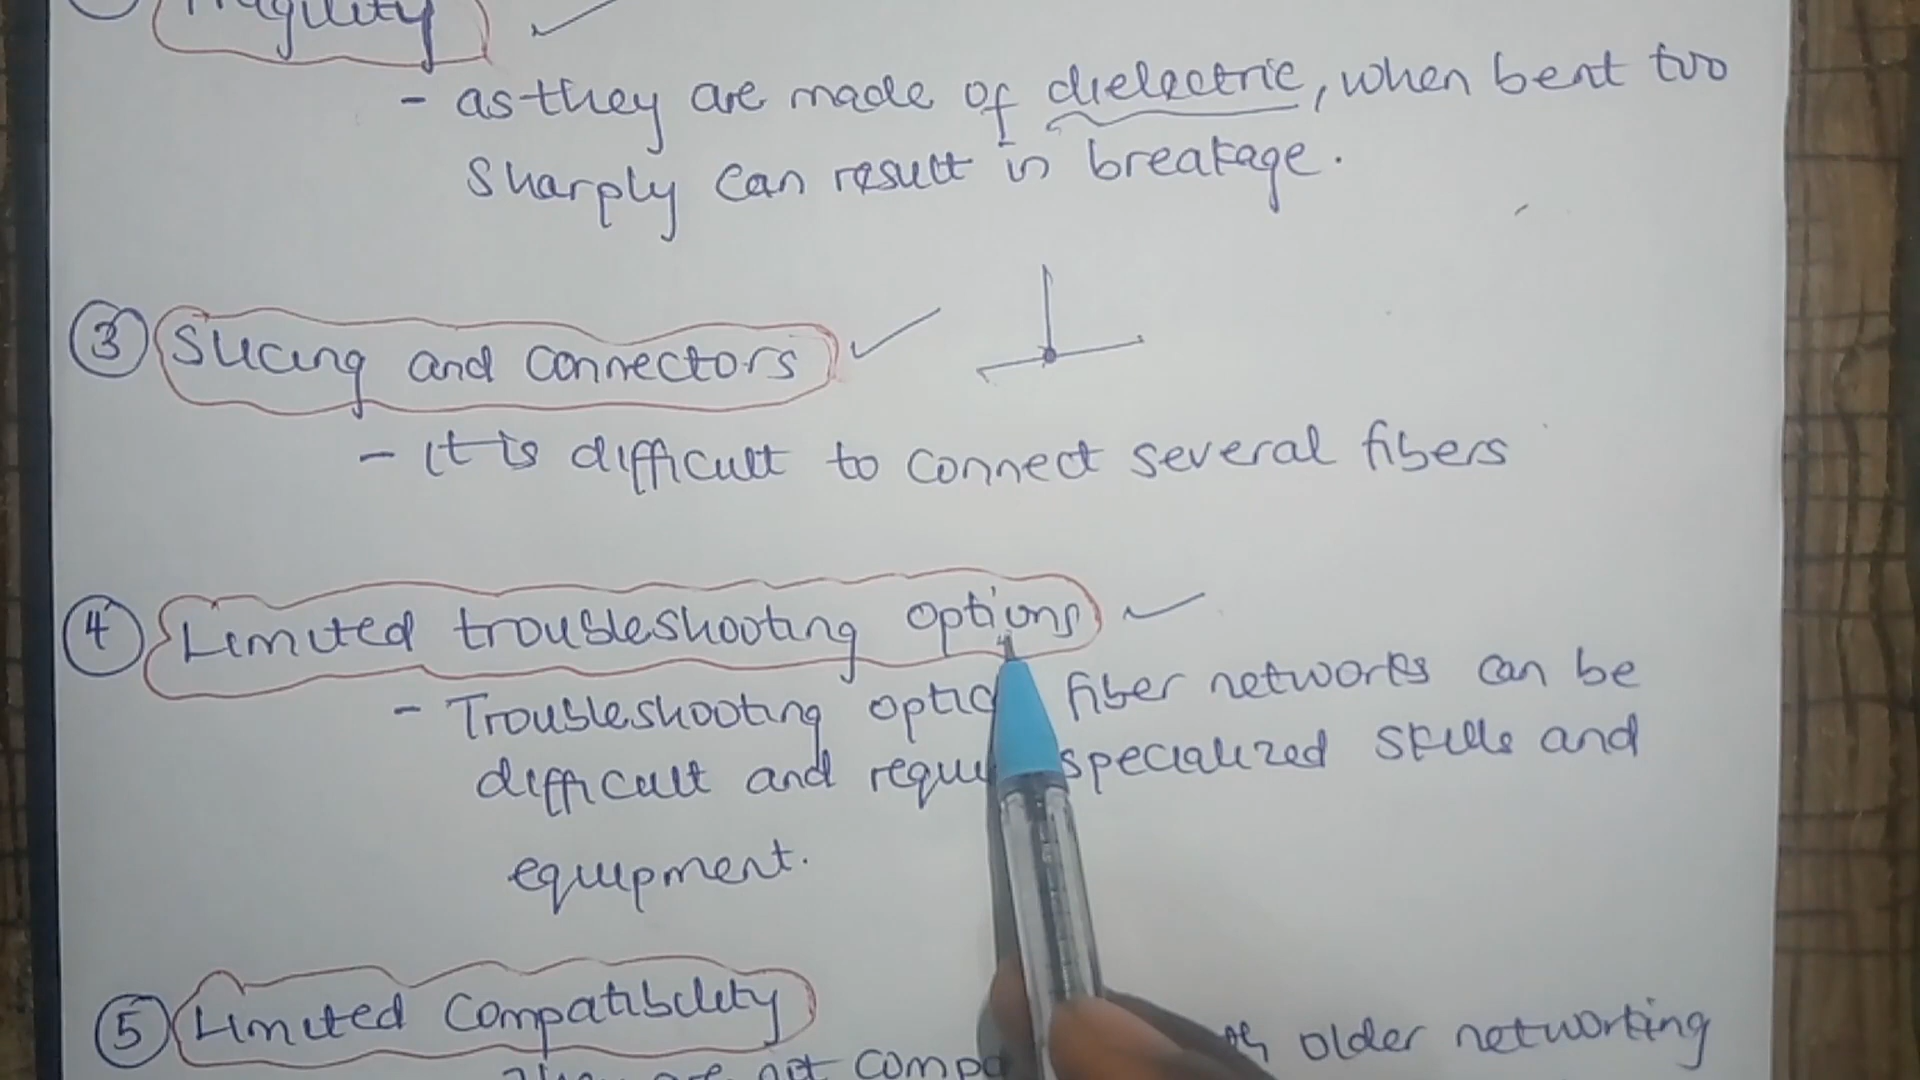 Fragility
- as they are made of dielectric, when bent too
sharply can result in breakage.
③ Slicing and connectors
- It is difficult to connect several fibers
④ Limited troubleshooting options
- Troubleshooting optic fiber networks can be
difficult and specialized skills and
equipment.
⑤ Limited Compatibility
not older networking